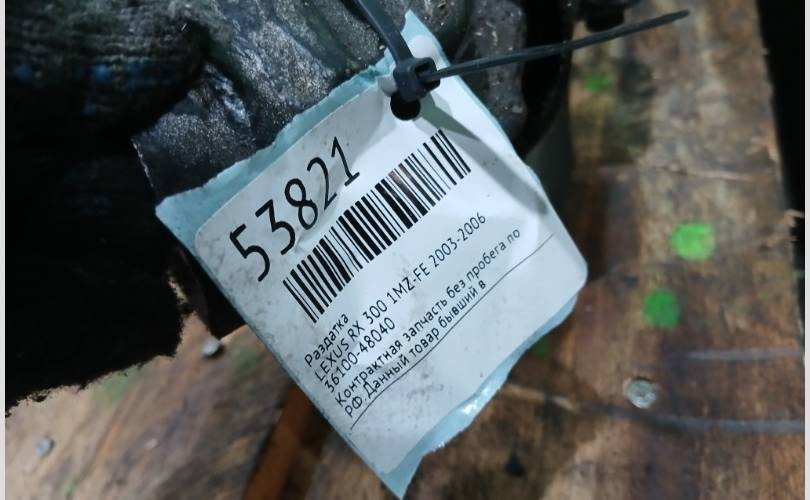 53821
Раздатка
LEXUS RX 300 1MZ-FE 2003-2006
36100-48040
Контрактная запчасть без пробега по
РФ.Данный товар бывший в